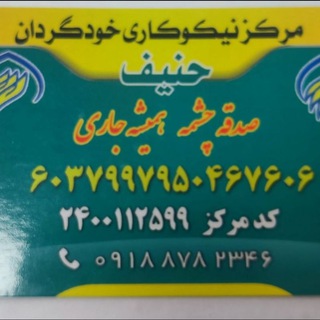 مرکز نیکوکاری خودگردان
حنیف
صدقه چشمه همیشه جاری
۶۰۳۷۹۹۷۹۵۰۴۶۷۶۰۶
کد مرکز ۲۴۰۰۱۱۲۵۹۹
۰۹۱۸ ۸۷۸ ۲۳۴۶